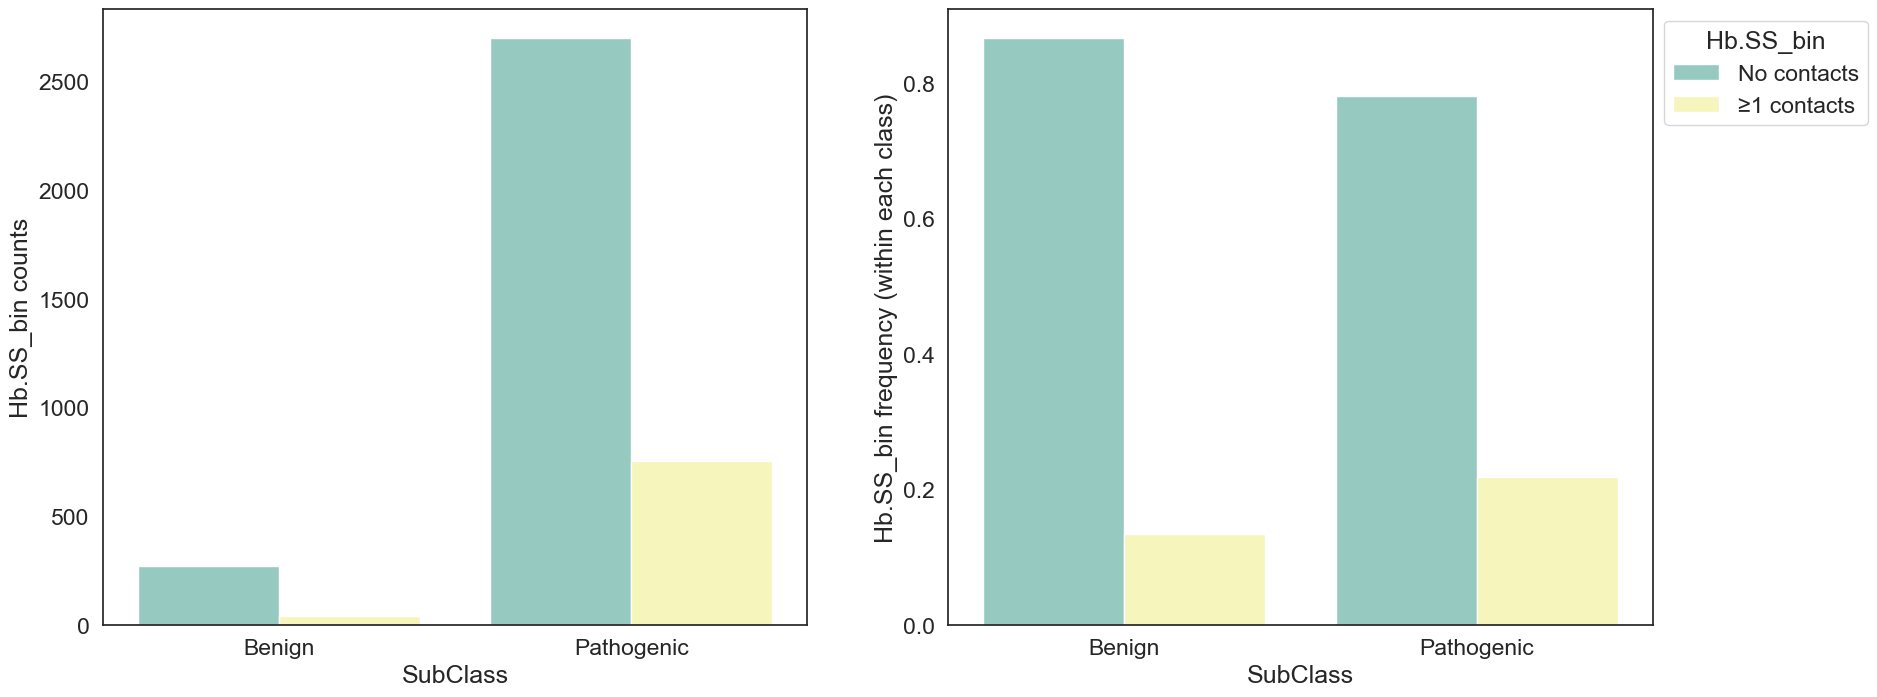 Hb.SS_bin counts
2500
2000
1500
1000
500
0
Benign
Pathogenic
SubClass
Hb.SS_bin frequency (within each class)
0.8
0.6
0.4
0.2
0.0
Benign
Pathogenic
SubClass
Hb.SS_bin
No contacts
≥1 contacts